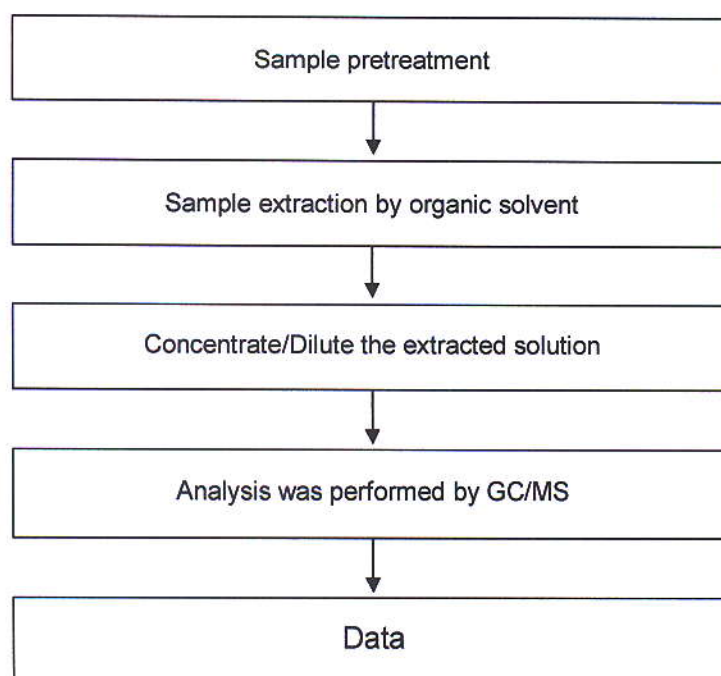 Sample pretreatment
Sample extraction by organic solvent
Concentrate/Dilute the extracted solution
Analysis was performed by GC/MS
Data